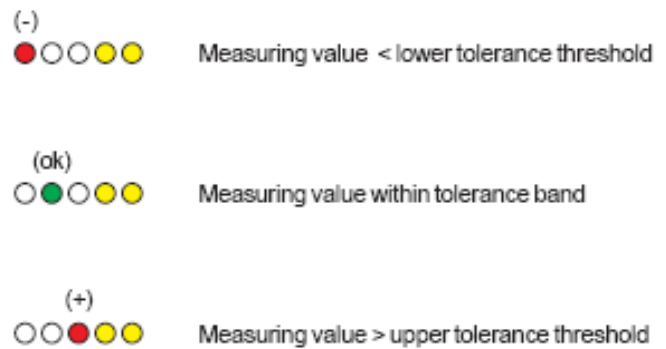 (-)
Measuring value < lower tolerance threshold
(ok)
Measuring value within tolerance band
(+)
Measuring value > upper tolerance threshold